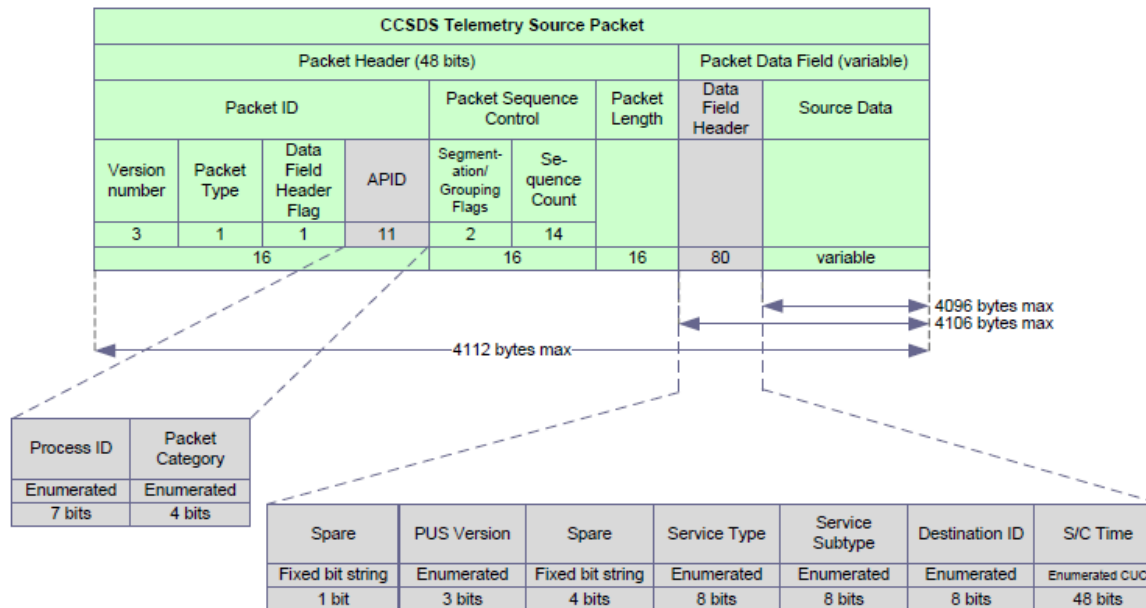 CCSDS Telemetry Source Packet
Packet Header (48 bits)
Packet Data Field (variable)
Packet ID
Packet Sequence
Control
Packet
Length
Data
Field
Header
Source Data
Version
number
Packet
Type
Data
Field
Header
Flag
APID
Segment-
ation/
Grouping
Flags
Se-
quence
Count
3
1
1
11
2
14
16
16
16
80
variable
4096 bytes max
4106 bytes max
4112 bytes max
Process ID
Packet
Category
Enumerated
Enumerated
7 bits
4 bits
Spare
PUS Version
Spare
Service Type
Service
Subtype
Destination ID
S/C Time
Fixed bit string
Enumerated
Fixed bit string
Enumerated
Enumerated
Enumerated
Enumerated CUC
1 bit
3 bits
4 bits
8 bits
8 bits
8 bits
48 bits